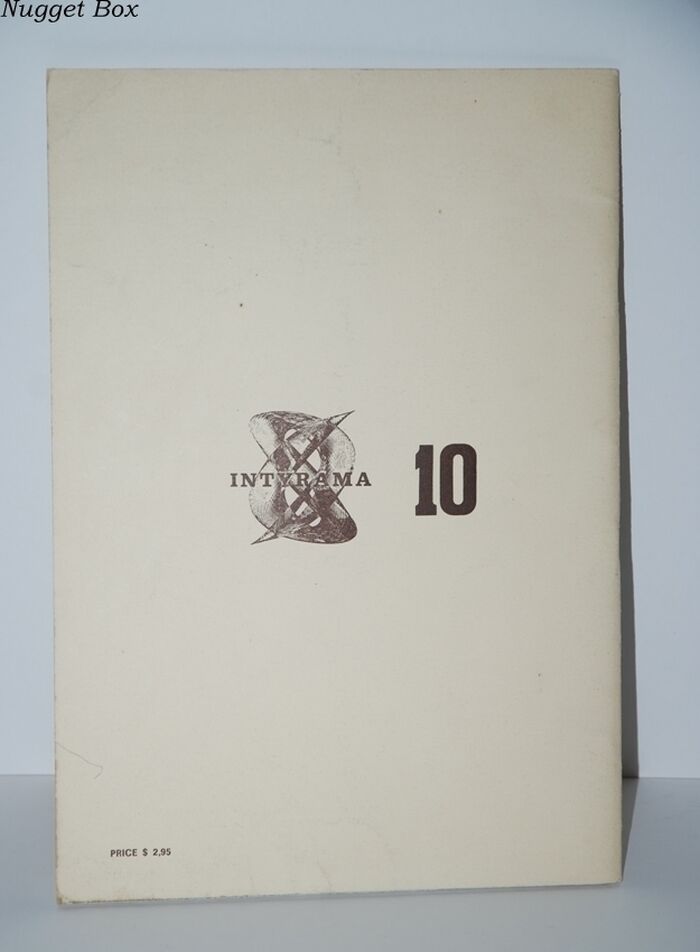 Nugget Box
INTYRAMA
10
PRICE $ 2,95